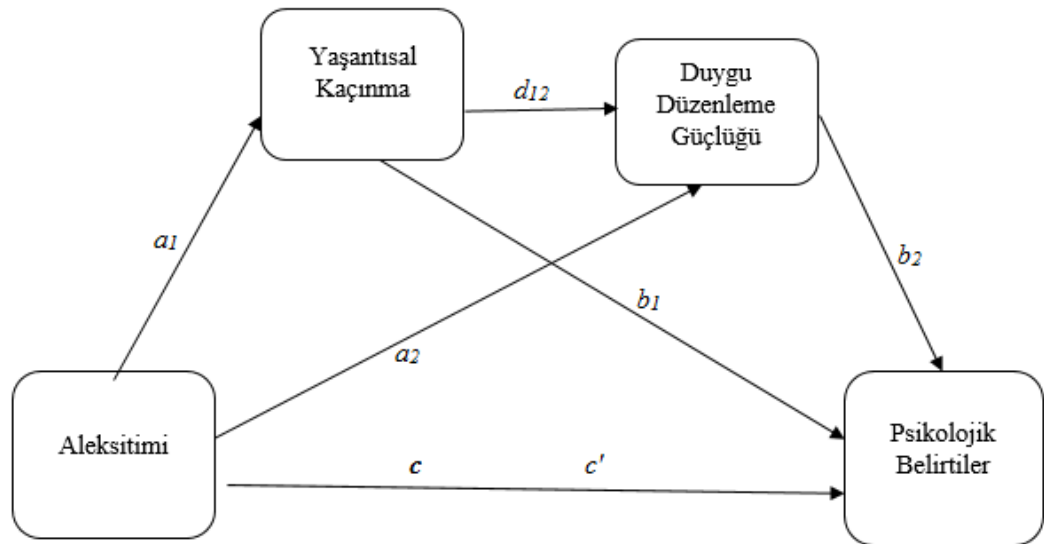 Yaşantısal
Kaçınma
Duygu
Düzenleme
Güçlüğü
d12
a1
b2
b1
a2
Aleksitimi
c
c'
Psikolojik
Belirtiler